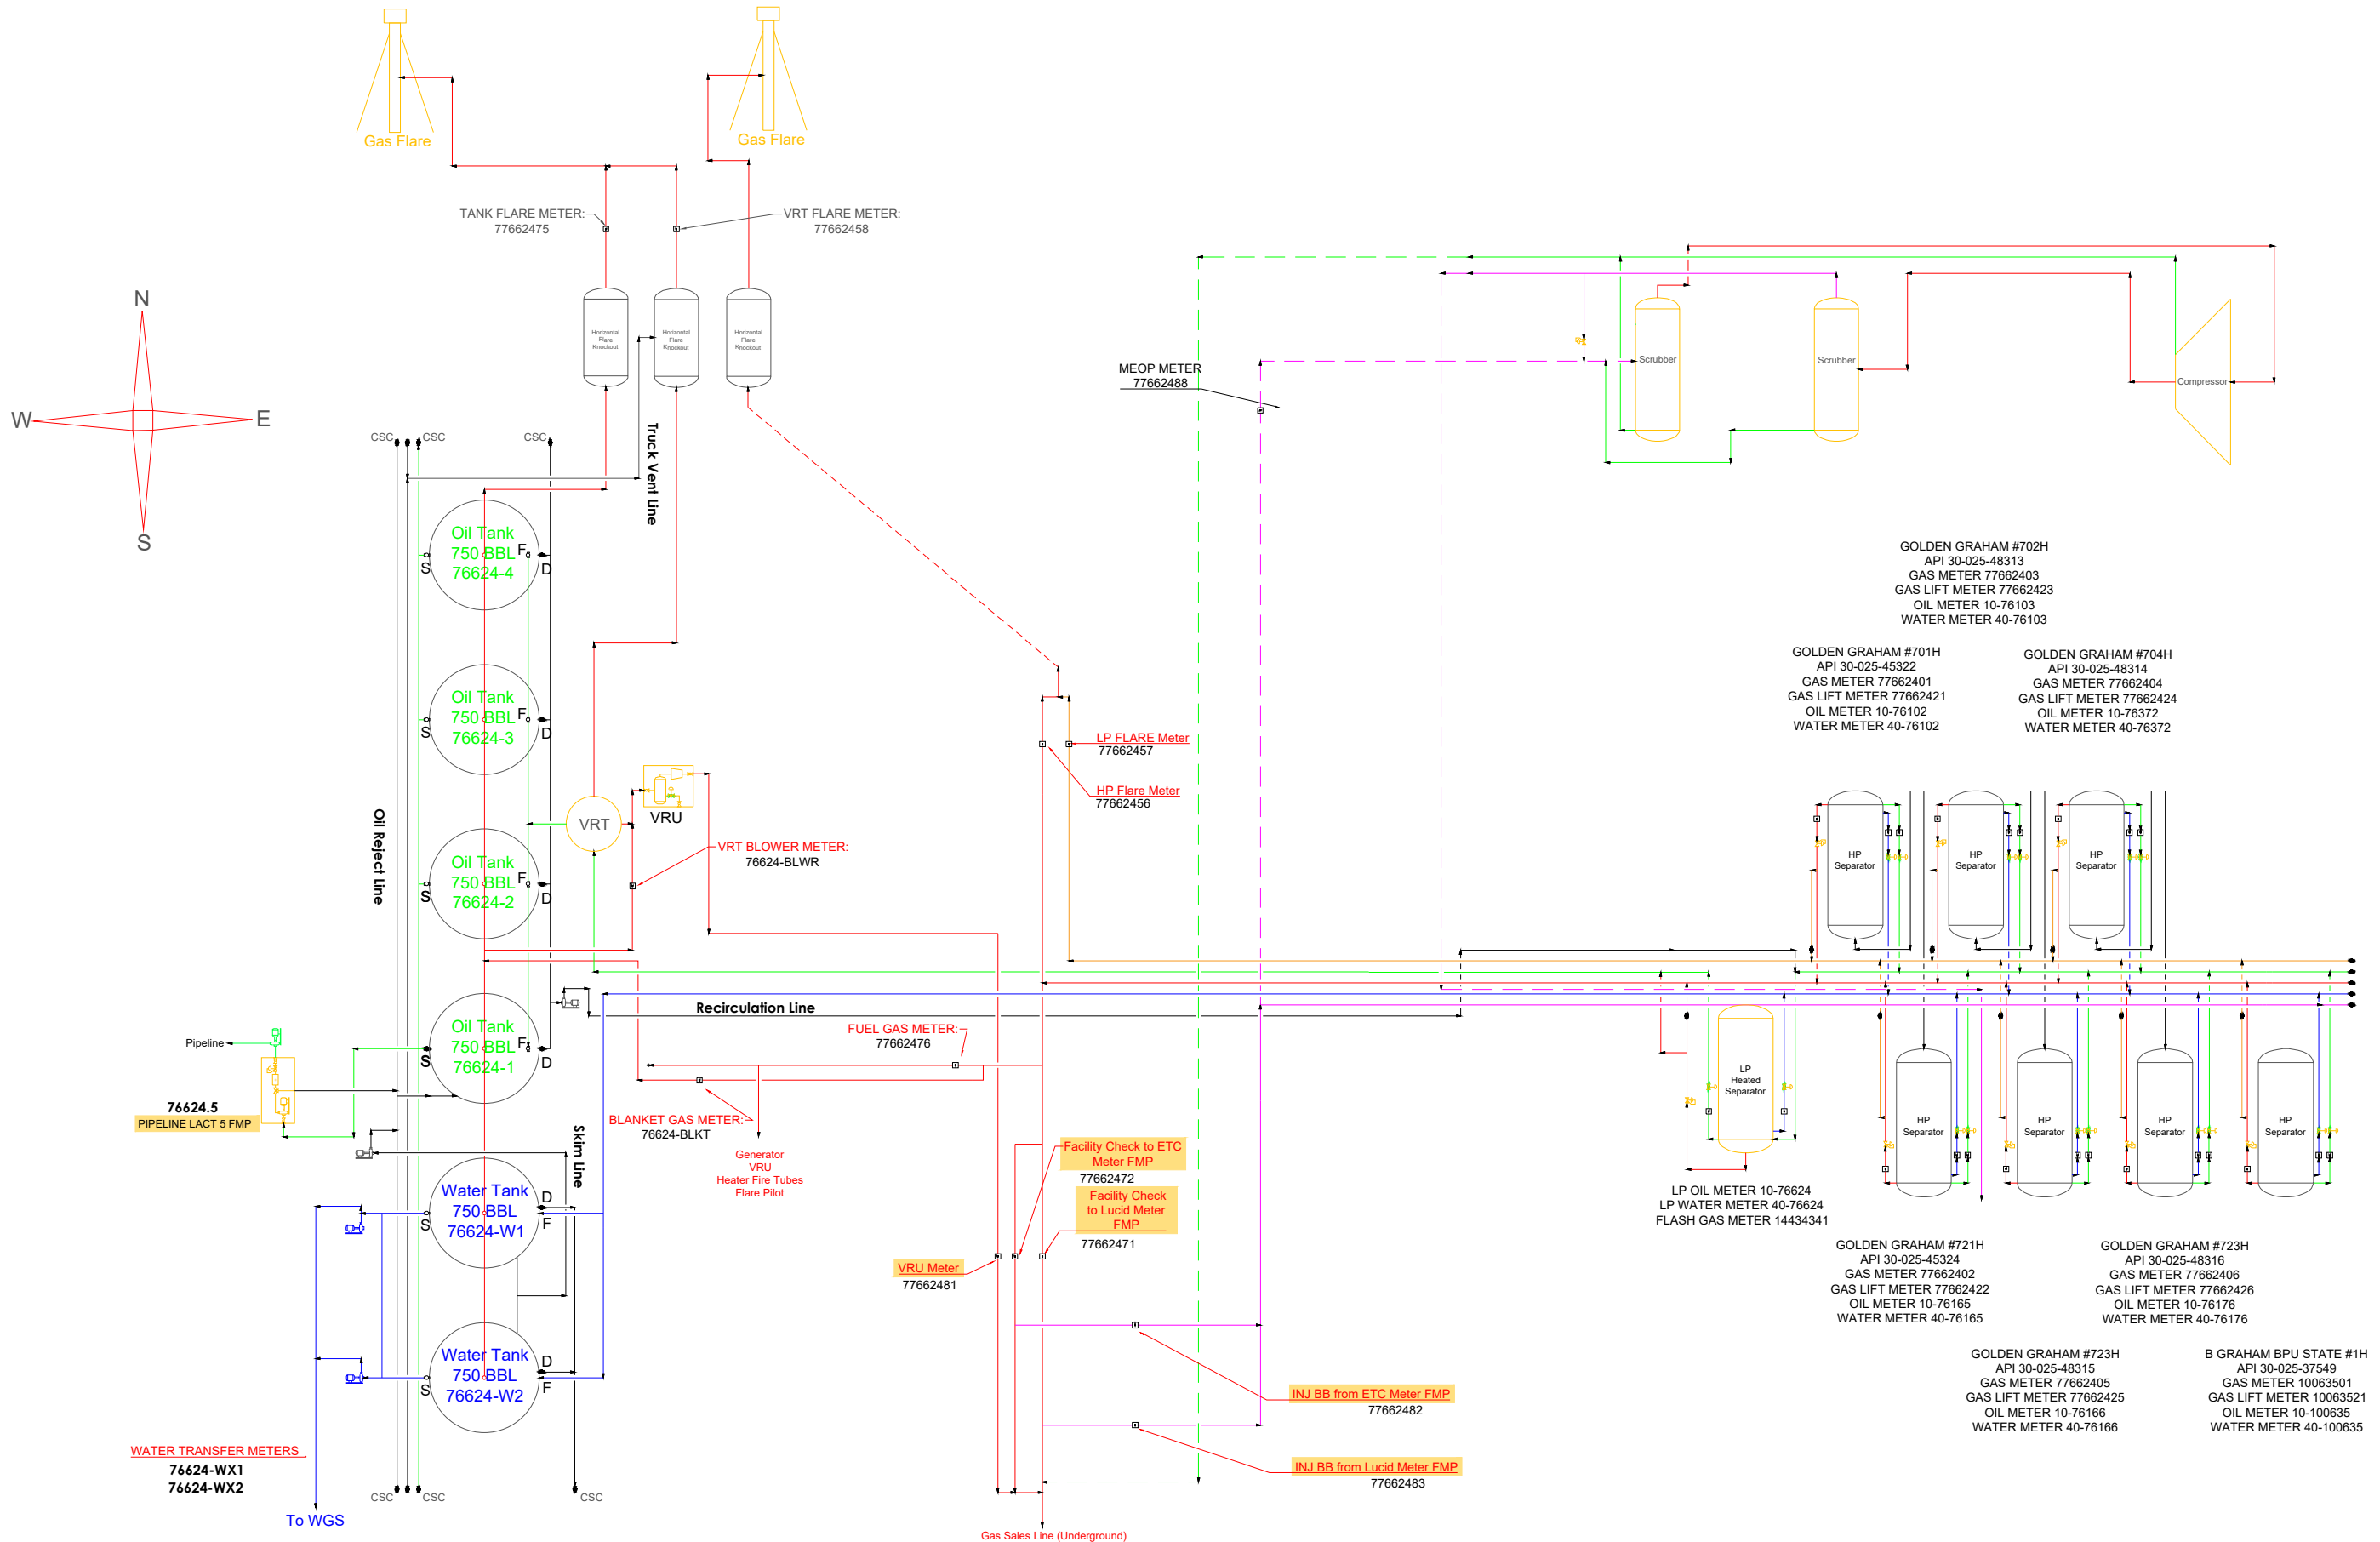 Gas Flare
Gas Flare
TANK FLARE METER:
77662475
VRT FLARE METER:
77662458
N
W
E
S
Horizontal
Flare
Knockout
Horizontal
Flare
Knockout
Horizontal
Flare
Knockout
MEOP METER
77662488
Scrubber
Scrubber
Compressor
CSC
CSC
CSC
Truck Vent Line
Oil Tank
750 BBL
76624-4
F
S
D
Oil Tank
750 BBL
76624-3
F
S
D
Oil Reject Line
Oil Tank
750 BBL
76624-2
F
S
D
VRT
VRU
VRT BLOWER METER:
76624-BLWR
LP FLARE Meter
77662457
HP Flare Meter
77662456
GOLDEN GRAHAM #702H
API 30-025-48313
GAS METER 77662403
GAS LIFT METER 77662423
OIL METER 10-76103
WATER METER 40-76103
GOLDEN GRAHAM #701H
API 30-025-45322
GAS METER 77662401
GAS LIFT METER 77662421
OIL METER 10-76102
WATER METER 40-76102
GOLDEN GRAHAM #704H
API 30-025-48314
GAS METER 77662404
GAS LIFT METER 77662424
OIL METER 10-76372
WATER METER 40-76372
HP
Separator
HP
Separator
HP
Separator
Recirculation Line
Oil Tank
750 BBL
76624-1
F
S
D
Pipeline
76624.5
PIPELINE LACT 5 FMP
FUEL GAS METER:
77662476
BLANKET GAS METER:
76624-BLKT
Generator
VRU
Heater Fire Tubes
Flare Pilot
Skim Line
Facility Check to ETC
Meter FMP
77662472
Facility Check
to Lucid Meter
FMP
77662471
VRU Meter
77662481
LP
Heated
Separator
HP
Separator
HP
Separator
HP
Separator
HP
Separator
LP OIL METER 10-76624
LP WATER METER 40-76624
FLASH GAS METER 14434341
Water Tank
750 BBL
76624-W1
D
S
F
Water Tank
750 BBL
76624-W2
D
S
F
GOLDEN GRAHAM #721H
API 30-025-45324
GAS METER 77662402
GAS LIFT METER 77662422
OIL METER 10-76165
WATER METER 40-76165
GOLDEN GRAHAM #723H
API 30-025-48316
GAS METER 77662406
GAS LIFT METER 77662426
OIL METER 10-76176
WATER METER 40-76176
GOLDEN GRAHAM #723H
API 30-025-48315
GAS METER 77662405
GAS LIFT METER 77662425
OIL METER 10-76166
WATER METER 40-76166
B GRAHAM BPU STATE #1H
API 30-025-37549
GAS METER 10063501
GAS LIFT METER 10063521
OIL METER 10-100635
WATER METER 40-100635
INJ BB from ETC Meter FMP
77662482
INJ BB from Lucid Meter FMP
77662483
WATER TRANSFER METERS
76624-WX1
76624-WX2
To WGS
CSC
CSC
CSC
Gas Sales Line (Underground)